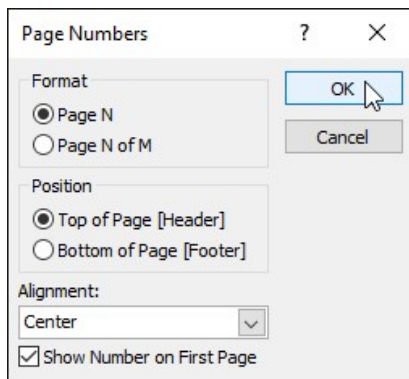 Page Numbers
?
Format
Page N
Page N of M
OK
Cancel
Position
Top of Page [Header]
Bottom of Page [Footer]
Alignment:
Center
Show Number on First Page